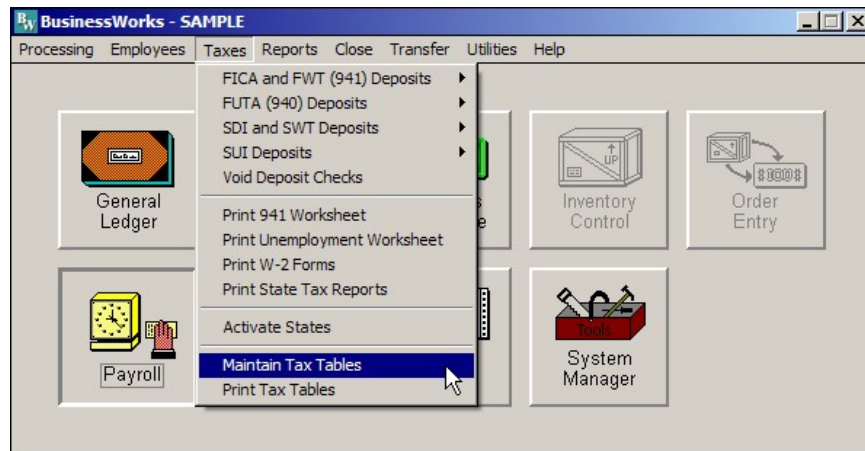 BusinessWorks - SAMPLE
Processing Employees Taxes Reports Close Transfer Utilities Help
FICA and FWT (941) Deposits
FUTA (940) Deposits
SDI and SWT Deposits
SUI Deposits
Void Deposit Checks
Print 941 Worksheet
Print Unemployment Worksheet
Print W-2 Forms
Print State Tax Reports
Activate States
Maintain Tax Tables
Print Tax Tables
General
Ledger
UP
Inventory
Control
Order
Entry
Payroll
Tools
System
Manager